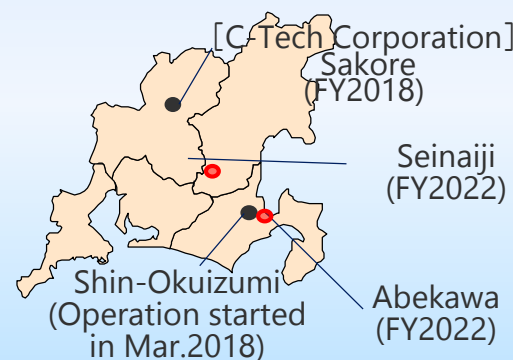 [C-Tech Corporation]
Sakore
(FY2018)
Seinaiji
(FY2022)
Shin-Okuizumi
(Operation started
in Mar.2018)
Abekawa
(FY2022)